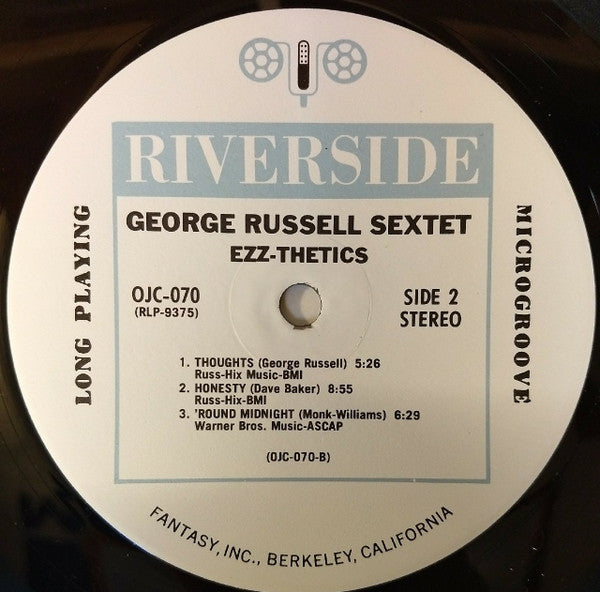 RIVERSIDE
GEORGE RUSSELL SEXTET
EZZ-THETICS
LONG PLAYING
MICROGROOVE
OJC-070
(RLP-9375)
SIDE 2
STEREO
1. THOUGHTS (George Russell) 5:26
Russ-Hix Music-BMI
2. HONESTY (Dave Baker) 8:55
Russ-Hix-BMI
3. 'ROUND MIDNIGHT (Monk-Williams) 6:29
Warner Bros. Music-ASCAP
(OJC-070-B)
FANTASY, INC., BERKELEY, CALIFORNIA